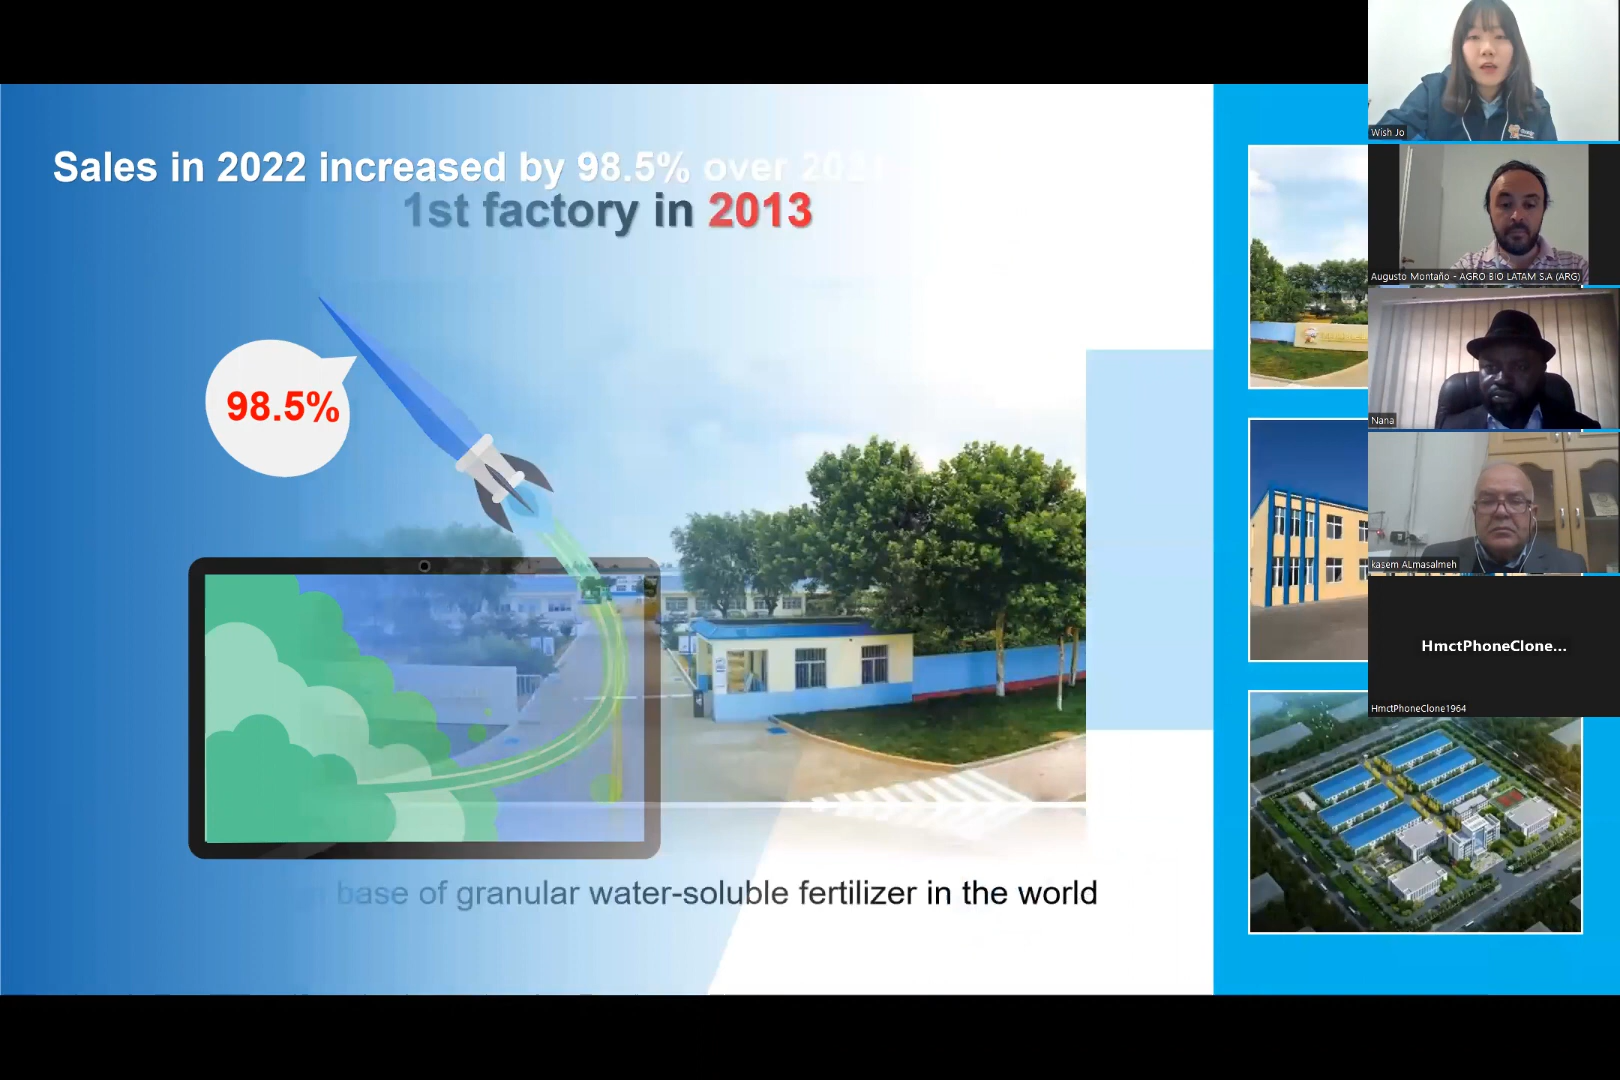 Sales in 2022 increased by 98.5% over 202
1st factory in 2013
98.5%
base of granular water-soluble fertilizer in the world
Wish Jo
Augusto Montaño - AGRO BIO LATAM S.A (ARG)
Nana
kasem ALmasalmeh
HmctPhoneClone...
HmctPhoneClone1964